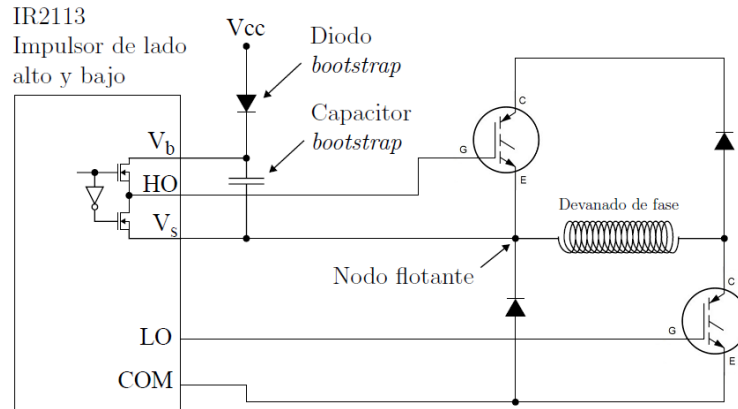 IR2113
Impulsor de lado
alto y bajo
Vcc
Diodo
bootstrap
Capacitor
bootstrap
Vb
HO
Vs
LO
COM
C
G
E
Devanado de fase
Nodo flotante
C
G
E